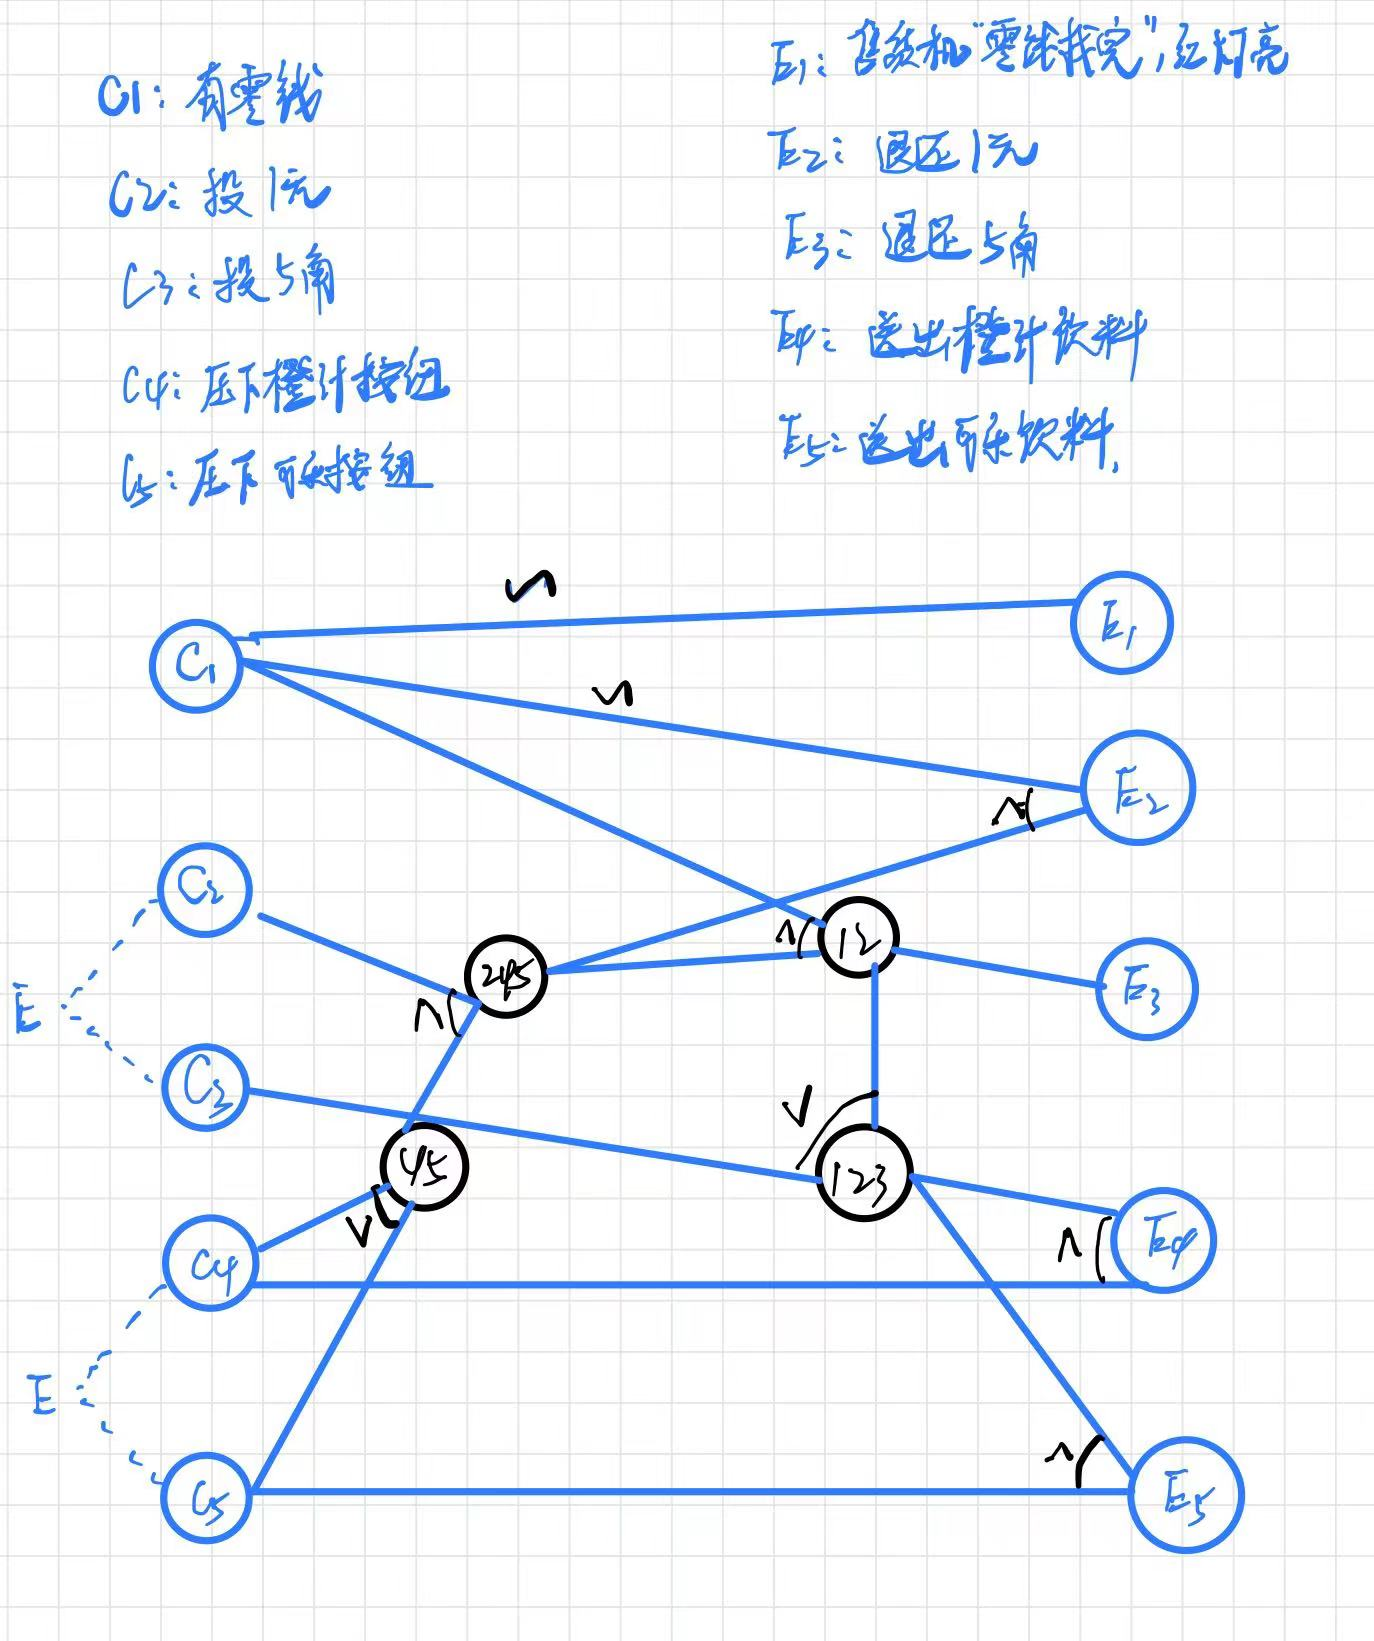 C1: 有零钱
C2: 投1元
C3: 投5角
C4: 压下橙汁按钮
C5: 压下可乐按钮
E1: 售货机“零钱找完”, 红灯亮
E2: 退还1元
E3: 退还5角
E4: 送出橙汁饮料
E5: 送出可乐饮料.
~
C1
E1
~
E2
∧
C2
12
∧
245
E3
E
∧
C3
∨
45
123
∨
C4
∧
E4
E
∧
C5
E5